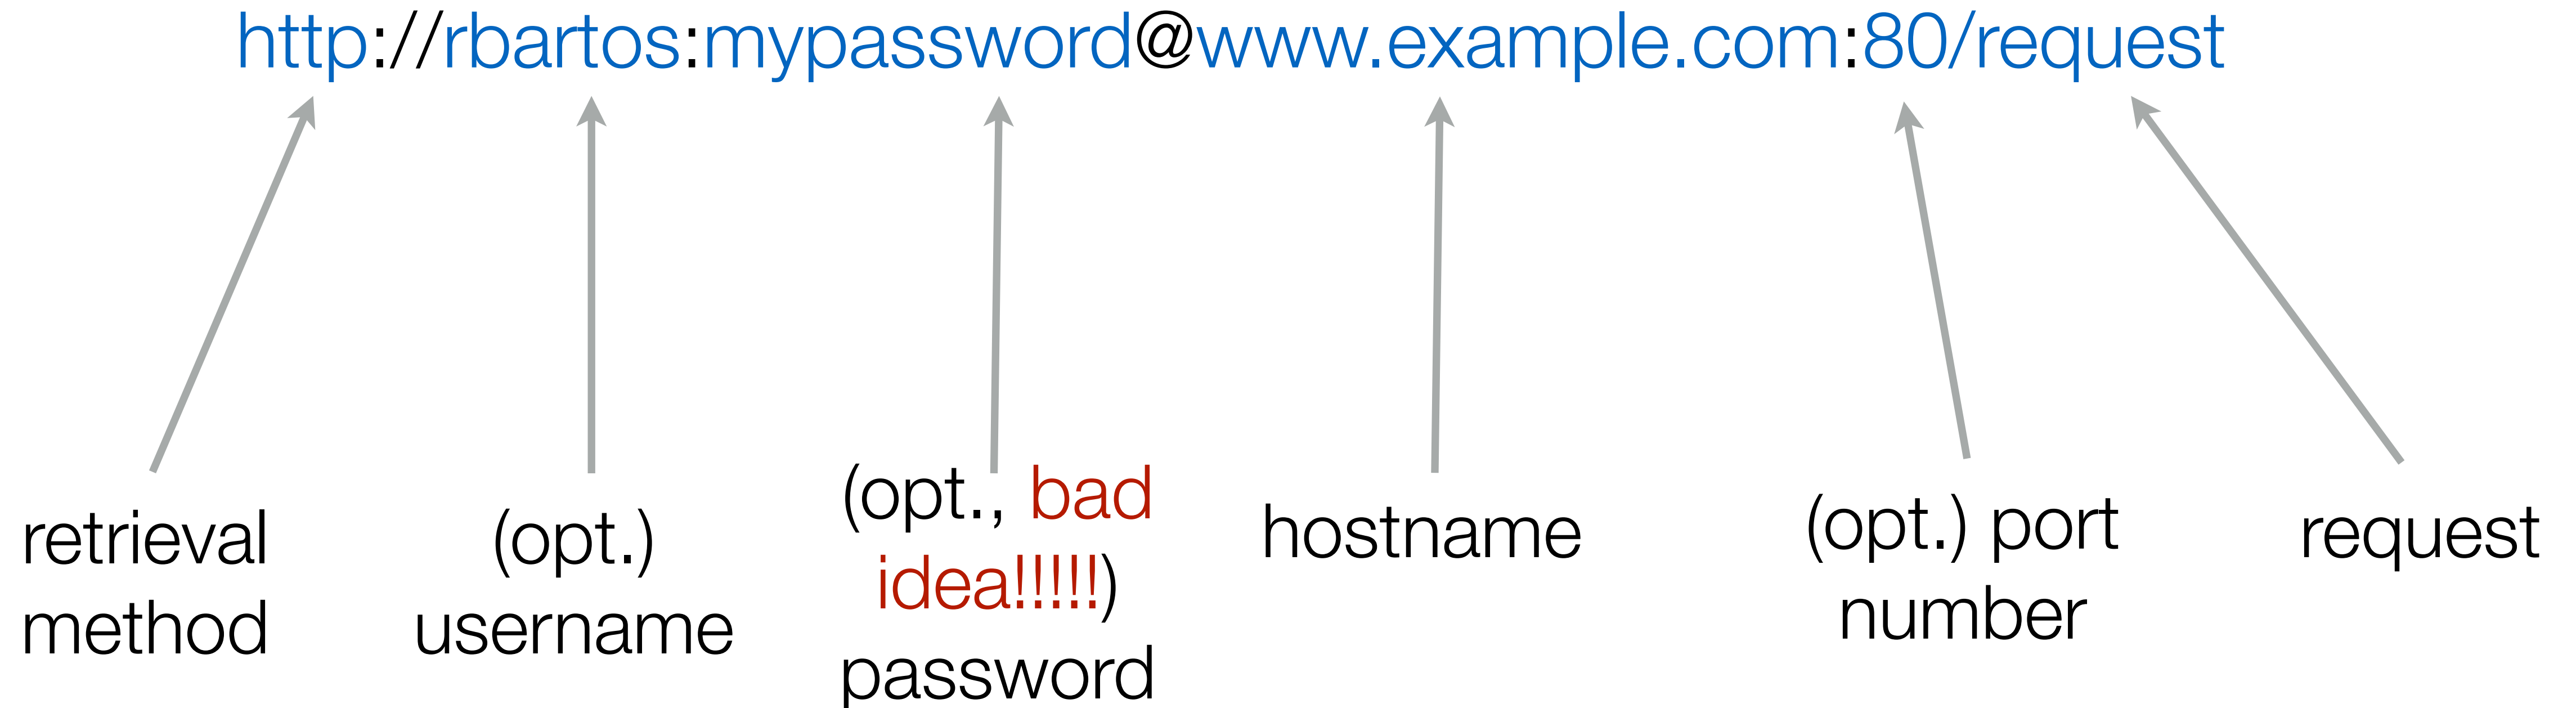 http://rbartos:mypassword@www.example.com:80/request
retrieval
method
(opt.)
username
(opt., bad
idea!!!!!)
password
hostname
(opt.) port
number
request